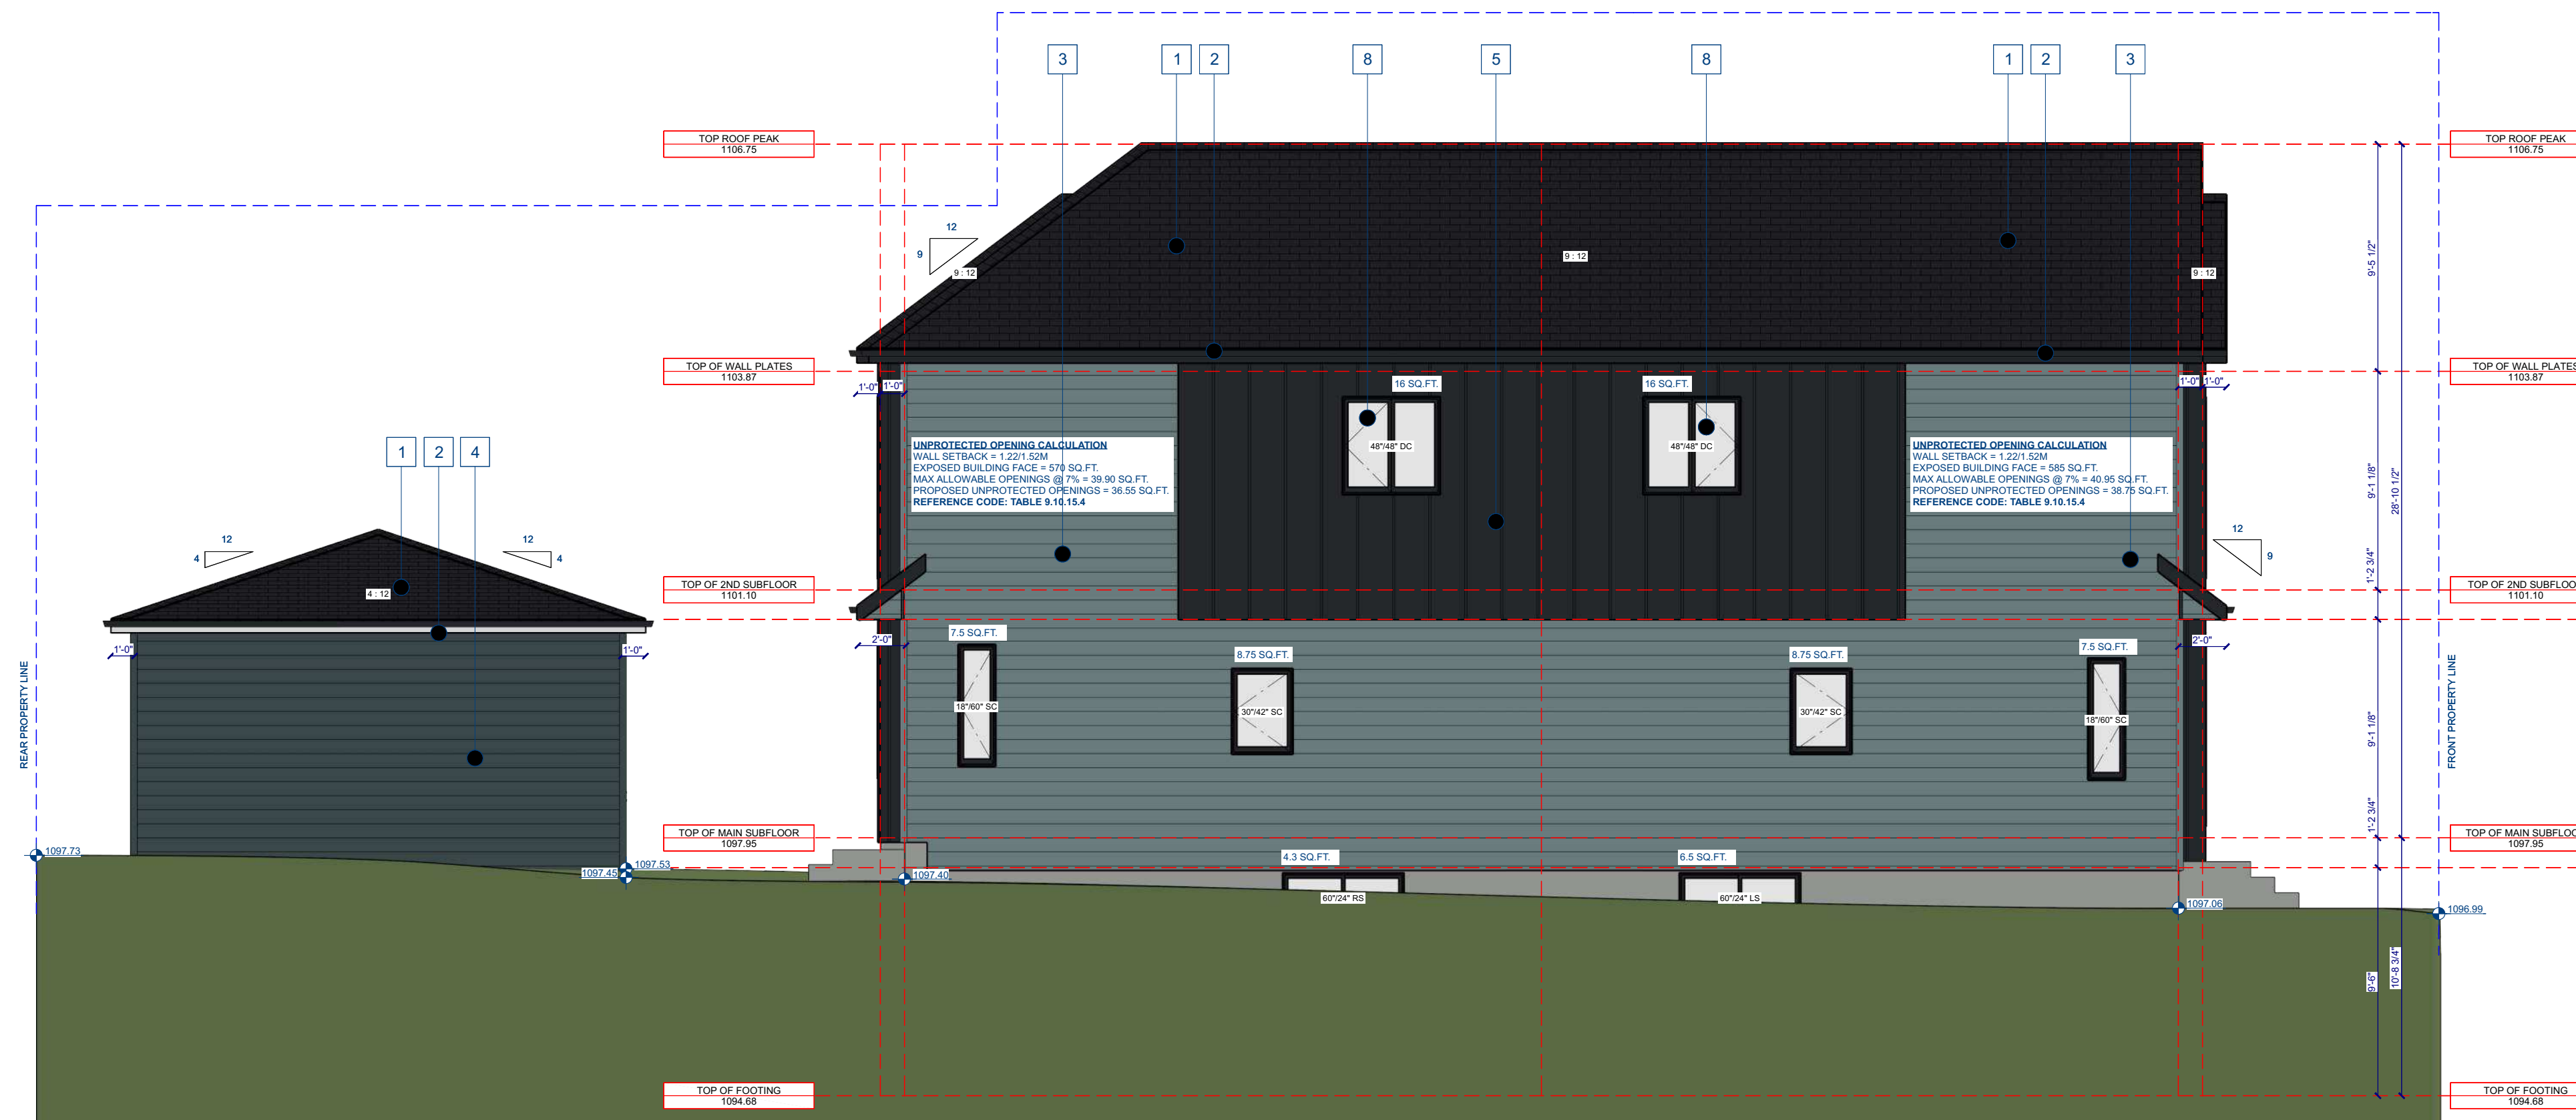 3
1
2
8
5
8
1
2
3
TOP ROOF PEAK
1106.75
TOP ROOF PEAK
1106.75
12
9
9 : 12
9 : 12
9 : 12
9'-5 1/2"
TOP OF WALL PLATES
1103.87
TOP OF WALL PLATES
1103.87
1'-0"
1'-0"
16 SQ.FT.
16 SQ.FT.
1'-0"
1'-0"
48"/48" DC
48"/48" DC
UNPROTECTED OPENING CALCULATION
WALL SETBACK = 1.22/1.52M
EXPOSED BUILDING FACE = 570 SQ.FT.
MAX ALLOWABLE OPENINGS @ 7% = 39.90 SQ.FT.
PROPOSED UNPROTECTED OPENINGS = 36.55 SQ.FT.
REFERENCE CODE: TABLE 9.10.15.4
UNPROTECTED OPENING CALCULATION
WALL SETBACK = 1.22/1.52M
EXPOSED BUILDING FACE = 585 SQ.FT.
MAX ALLOWABLE OPENINGS @ 7% = 40.95 SQ.FT.
PROPOSED UNPROTECTED OPENINGS = 38.75 SQ.FT.
REFERENCE CODE: TABLE 9.10.15.4
9'-1 1/8"
28'-10 1/2"
1
2
4
12
4
12
4
12
9
4 : 12
1'-2 3/4"
TOP OF 2ND SUBFLOOR
1101.10
TOP OF 2ND SUBFLOO
1101.10
1'-0"
1'-0"
2'-0"
7.5 SQ.FT.
8.75 SQ.FT.
8.75 SQ.FT.
7.5 SQ.FT.
2'-0"
18"/60" SC
30"/42" SC
30"/42" SC
18"/60" SC
REAR PROPERTY LINE
FRONT PROPERTY LINE
9'-1 1/8"
1'-2 3/4"
TOP OF MAIN SUBFLOOR
1097.95
TOP OF MAIN SUBFLOO
1097.95
1097.73
1097.53
1097.45
1097.40
4.3 SQ.FT.
6.5 SQ.FT.
60"/24" RS
60"/24" LS
1097.06
1096.99
9'-6"
10'-8 3/4"
TOP OF FOOTING
1094.68
TOP OF FOOTING
1094.68